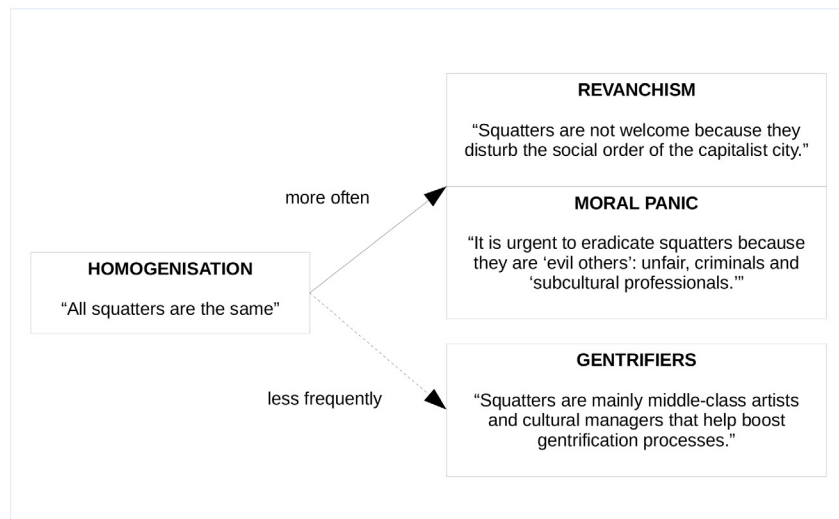 REVANCHISM
“Squatters are not welcome because they
disturb the social order of the capitalist city.”
more often
MORAL PANIC
“It is urgent to eradicate squatters because
they are ‘evil others’: unfair, criminals and
‘subcultural professionals.’”
HOMOGENISATION
“All squatters are the same”
GENTRIFIERS
less frequently
“Squatters are mainly middle-class artists
and cultural managers that help boost
gentrification processes.”